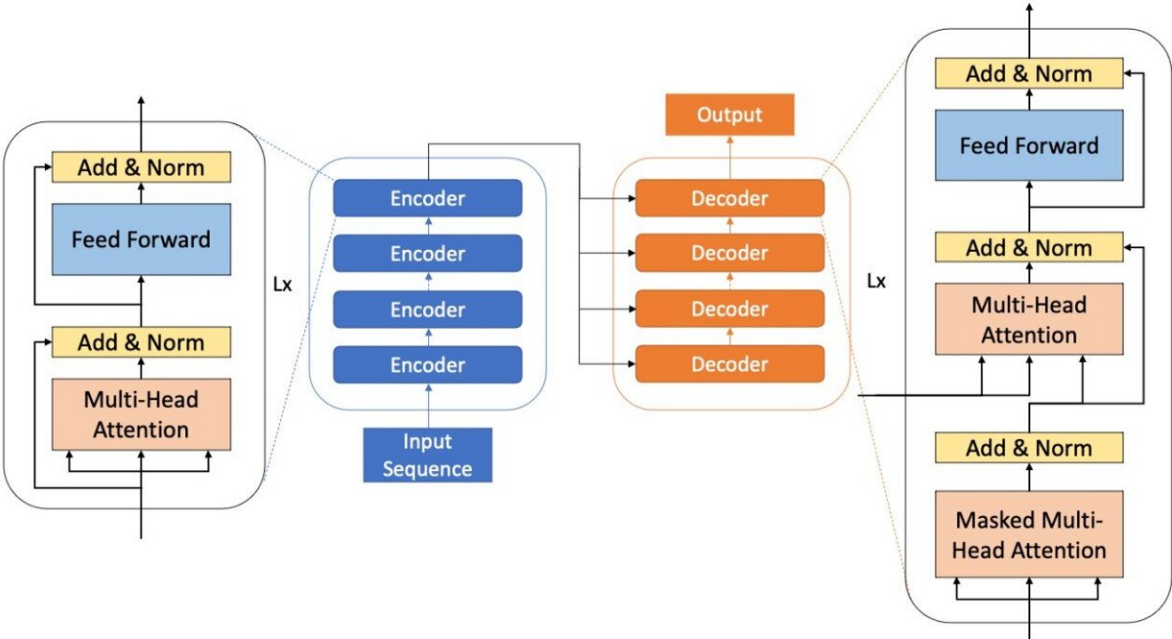 Add & Norm
Feed Forward
Add & Norm
Multi-Head
Attention
Lx
Encoder
Encoder
Encoder
Encoder
Input
Sequence
Output
Decoder
Decoder
Decoder
Decoder
Lx
Add & Norm
Feed Forward
Add & Norm
Multi-Head
Attention
Add & Norm
Masked Multi-
Head Attention